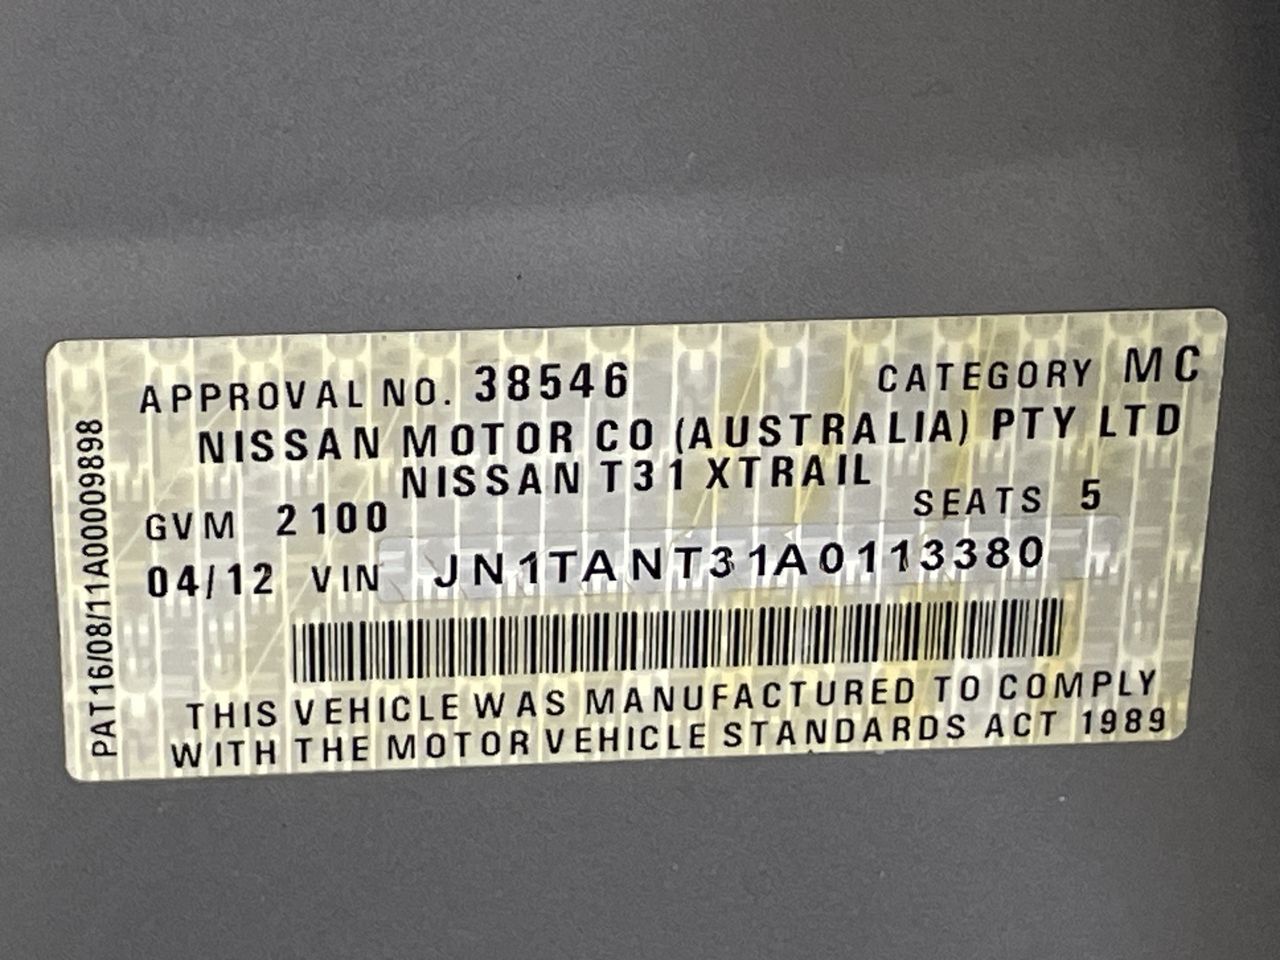 APPROVAL NO. 38546 CATEGORY MC
NISSAN MOTOR CO (AUSTRALIA) PTY LTD
NISSAN T31 XTRAIL
GVM 2100 SEATS 5
04/12 VIN JN1TANT31A0113380
THIS VEHICLE WAS MANUFACTURED TO COMPLY
WITH THE MOTOR VEHICLE STANDARDS ACT 1989
PAT16/08/11A00009898